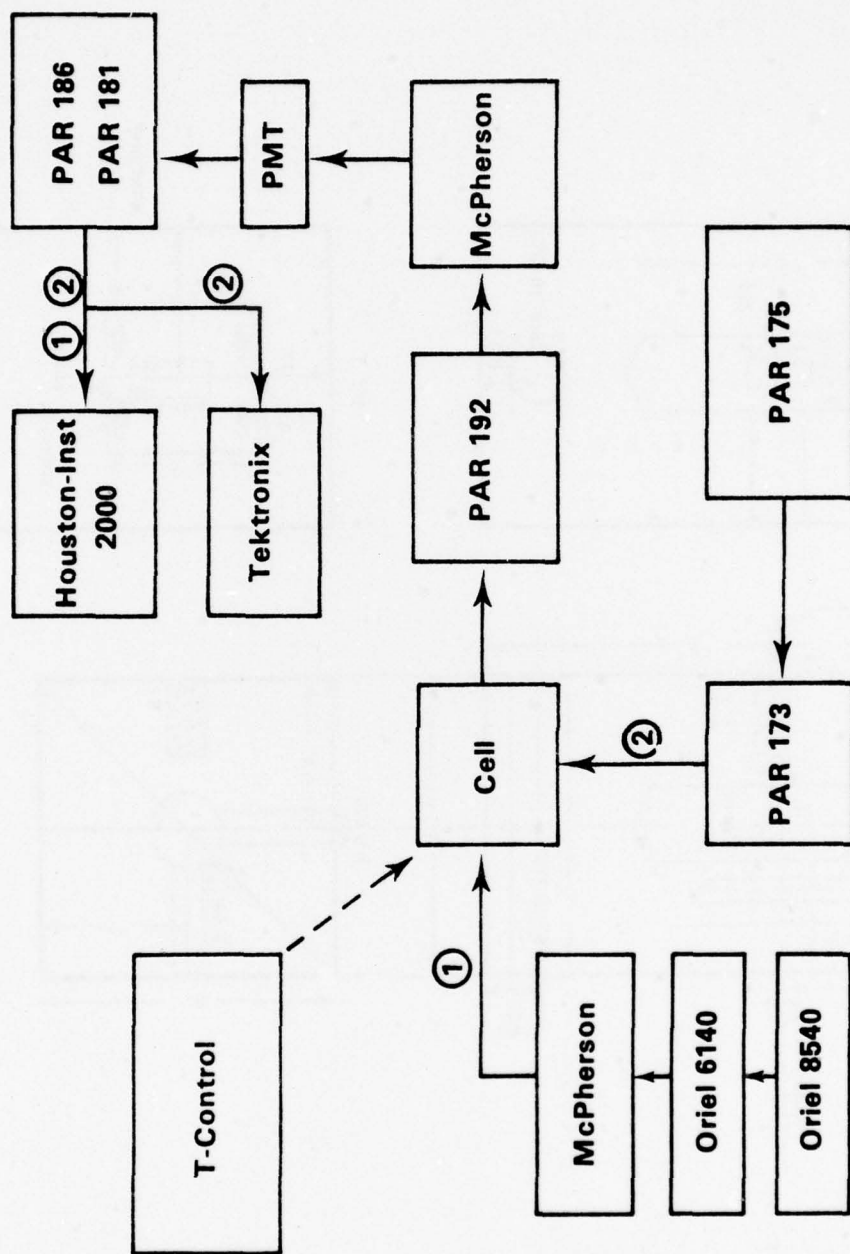 T-Control
Houston-Inst
2000
①
②
PAR 186
PAR 181
Tektronix
②
PMT
①
Cell
PAR 192
McPherson
McPherson
②
Oriel 6140
Oriel 8540
PAR 173
PAR 175